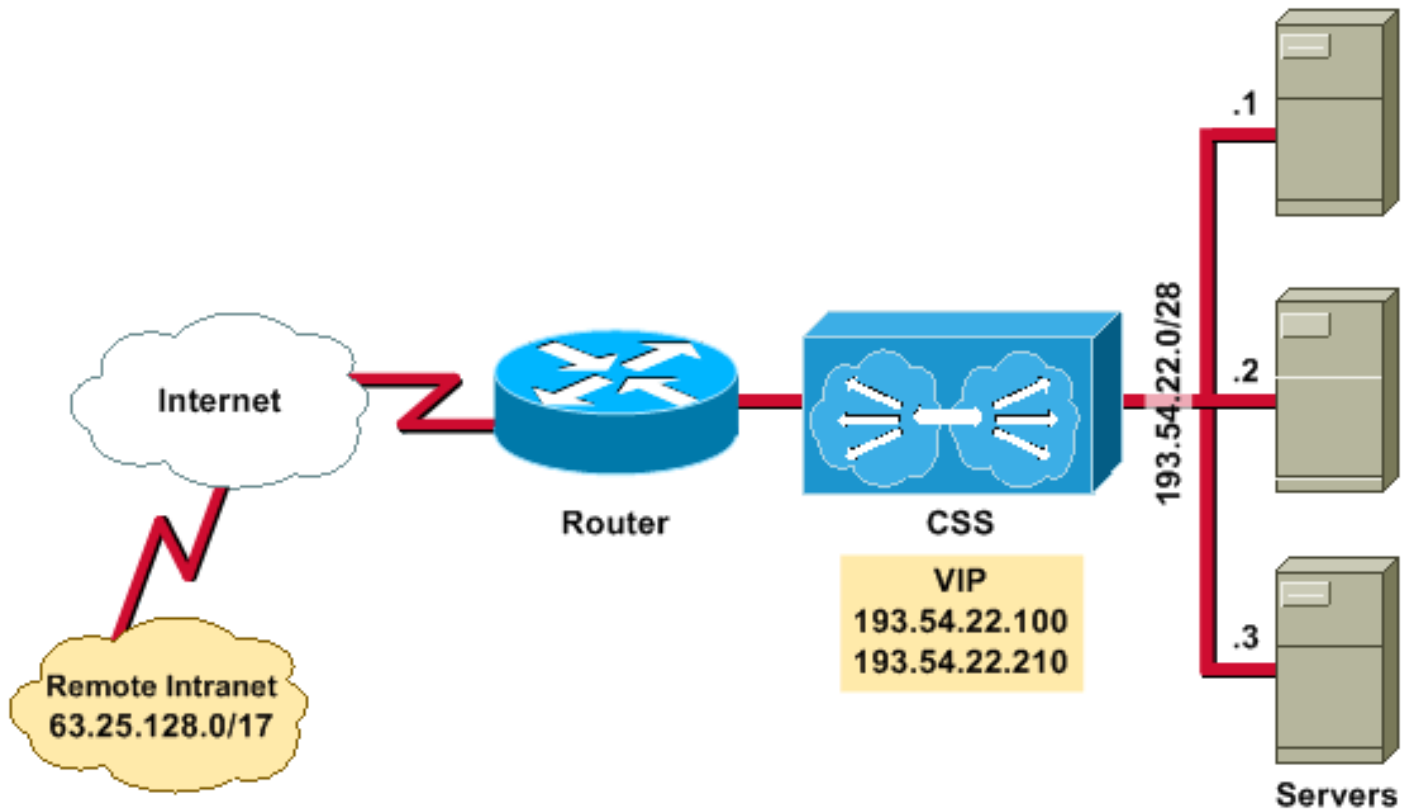 Internet
Remote Intranet
63.25.128.0/17
Router
CSS
VIP
193.54.22.100
193.54.22.210
193.54.22.0/28
.1
.2
.3
Servers